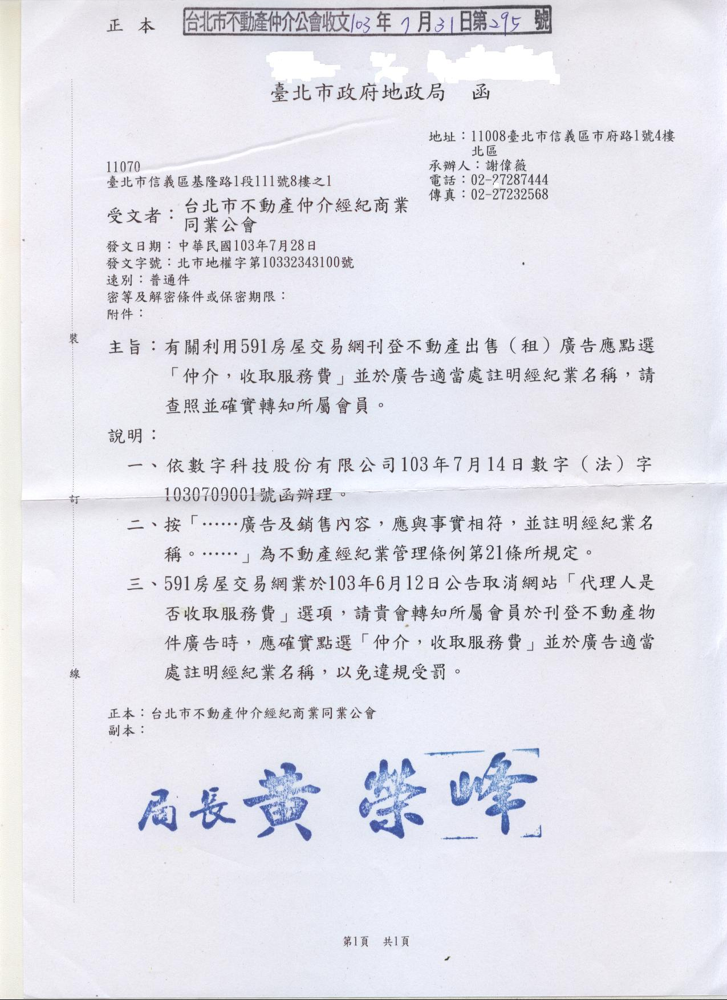 正 本
台北市不動產仲介公會收文103年7月31日第295號
臺北市政府地政局 函
地址：11008臺北市信義區市府路1號4樓
北區
承辦人：謝偉薇
電話：02-27287444
傳真：02-27232568
11070
臺北市信義區基隆路1段111號8樓之1
受文者：台北市不動產仲介經紀商業
同業公會
發文日期：中華民國103年7月28日
發文字號：北市地權字第10332343100號
速別：普通件
密等及解密條件或保密期限：
附件：
主旨：有關利用591房屋交易網刊登不動產出售（租）廣告應點選
「仲介，收取服務費」並於廣告適當處註明經紀業名稱，請
查照並確實轉知所屬會員。
說明：
一、依數字科技股份有限公司103年7月14日數字（法）字
1030709001號函辦理。
二、按「……廣告及銷售內容，應與事實相符，並註明經紀業名
稱。……」為不動產經紀業管理條例第21條所規定。
三、591房屋交易網業於103年6月12日公告取消網站「代理人是
否收取服務費」選項，請貴會轉知所屬會員於刊登不動產物
件廣告時，應確實點選「仲介，收取服務費」並於廣告適當
處註明經紀業名稱，以免違規受罰。
正本：台北市不動產仲介經紀商業同業公會
副本：
局長黃榮峰
裝
訂
線
第1頁 共1頁